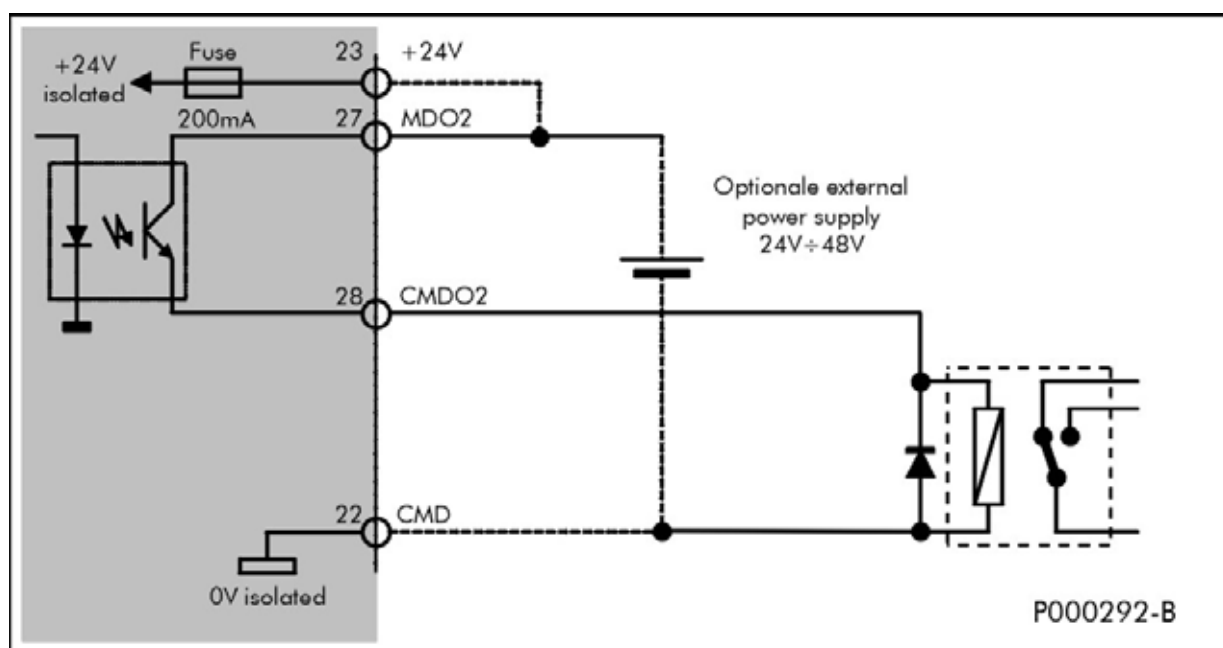 +24V
isolated
Fuse
200mA
23
+24V
27
MDO2
Optionale external
power supply
24V÷48V
28
CMDO2
22
CMD
0V isolated
P000292-B